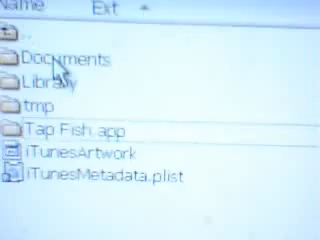 Name Ext
..
Documents
Library
tmp
Tap Fish.app
iTunesArtwork
iTunesMetadata.plist